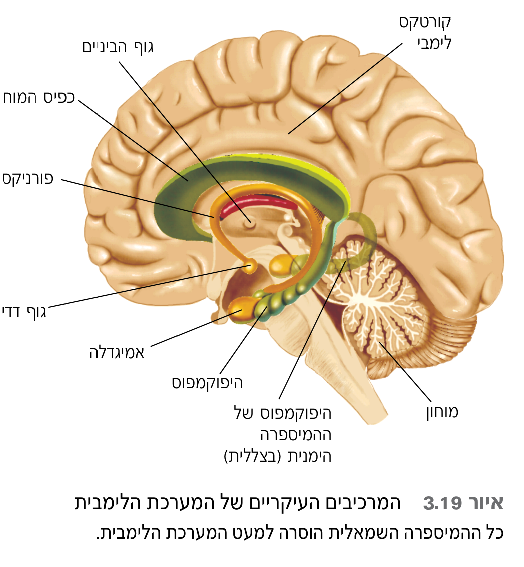 קורטקס
לימבי
גוף הביניים
כפיס המוח
פורניקס
גוף דדי
אמיגדלה
היפוקמפוס
היפוקמפוס של
ההמיספרה
הימנית (בצללית)
מוחון
איור 3.19 המרכיבים העיקריים של המערכת הלימבית
כל ההמיספרה השמאלית הוסרה למעט המערכת הלימבית.